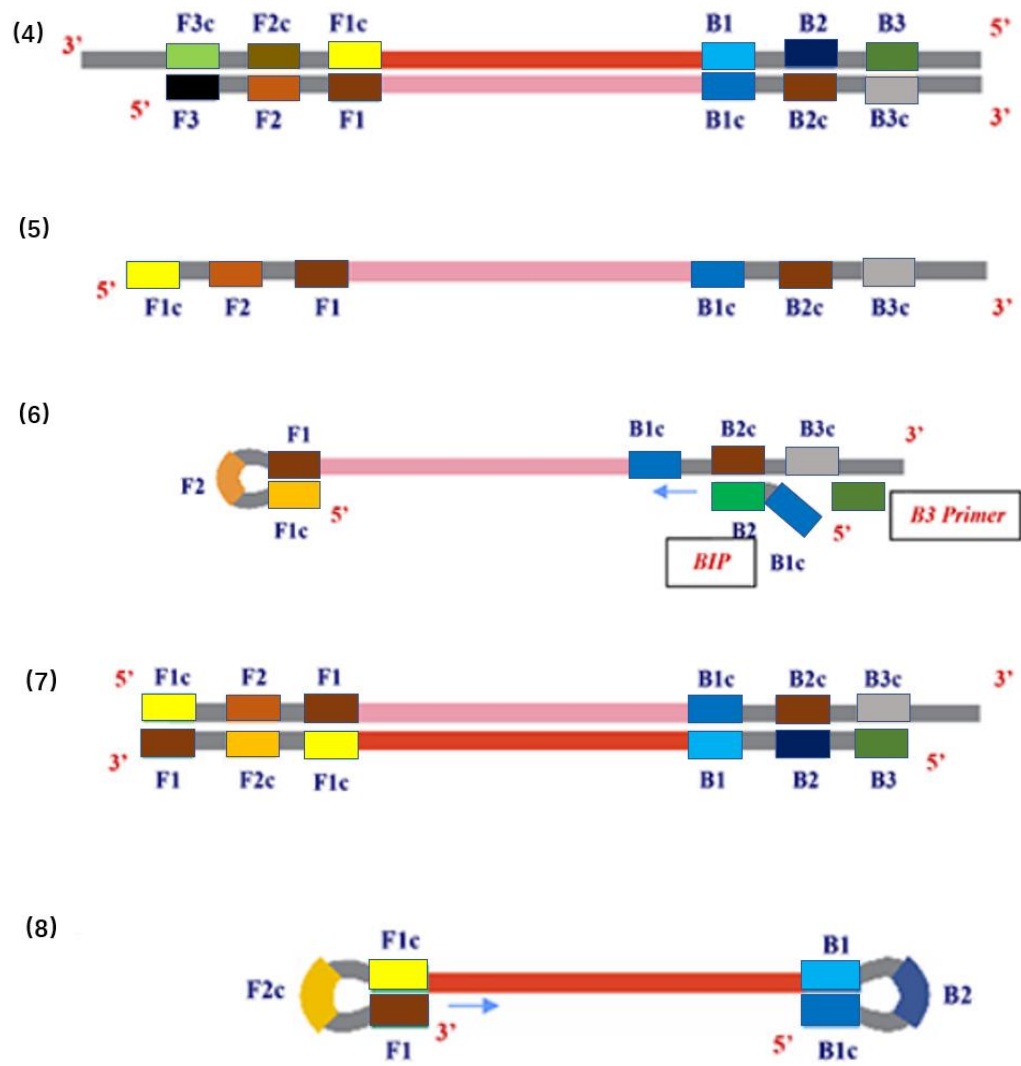 (4)
F3c F2c F1c B1 B2 B3
3’ 5’
5’ 3’
F3 F2 F1 B1c B2c B3c
(5)
5’ 3’
F1c F2 F1 B1c B2c B3c
(6)
F1 B1c B2c B3c 3’
F2
F1c 5’ B2 5’ B3 Primer
BIP B1c
(7)
5’ F1c F2 F1 B1c B2c B3c 3’
3’ F1 F2c F1c B1 B2 B3 5’
(8)
F1c B1
F2c B2
3’ 5’
F1 B1c